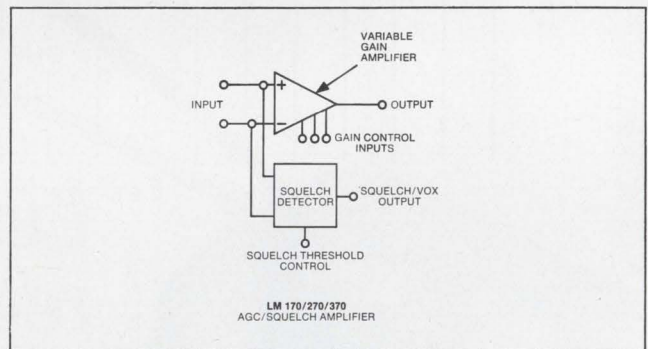 VARIABLE
GAIN
AMPLIFIER
+
INPUT
OUTPUT
−
GAIN CONTROL
INPUTS
SQUELCH
DETECTOR
SQUELCH/VOX
OUTPUT
SQUELCH THRESHOLD
CONTROL
LM 170/270/370
AGC/SQUELCH AMPLIFIER